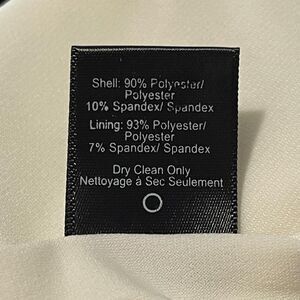 Shell: 90% Polyester/
Polyester
10% Spandex/ Spandex
Lining: 93% Polyester/
Polyester
7% Spandex/ Spandex
Dry Clean Only
Nettoyage à Sec Seulement